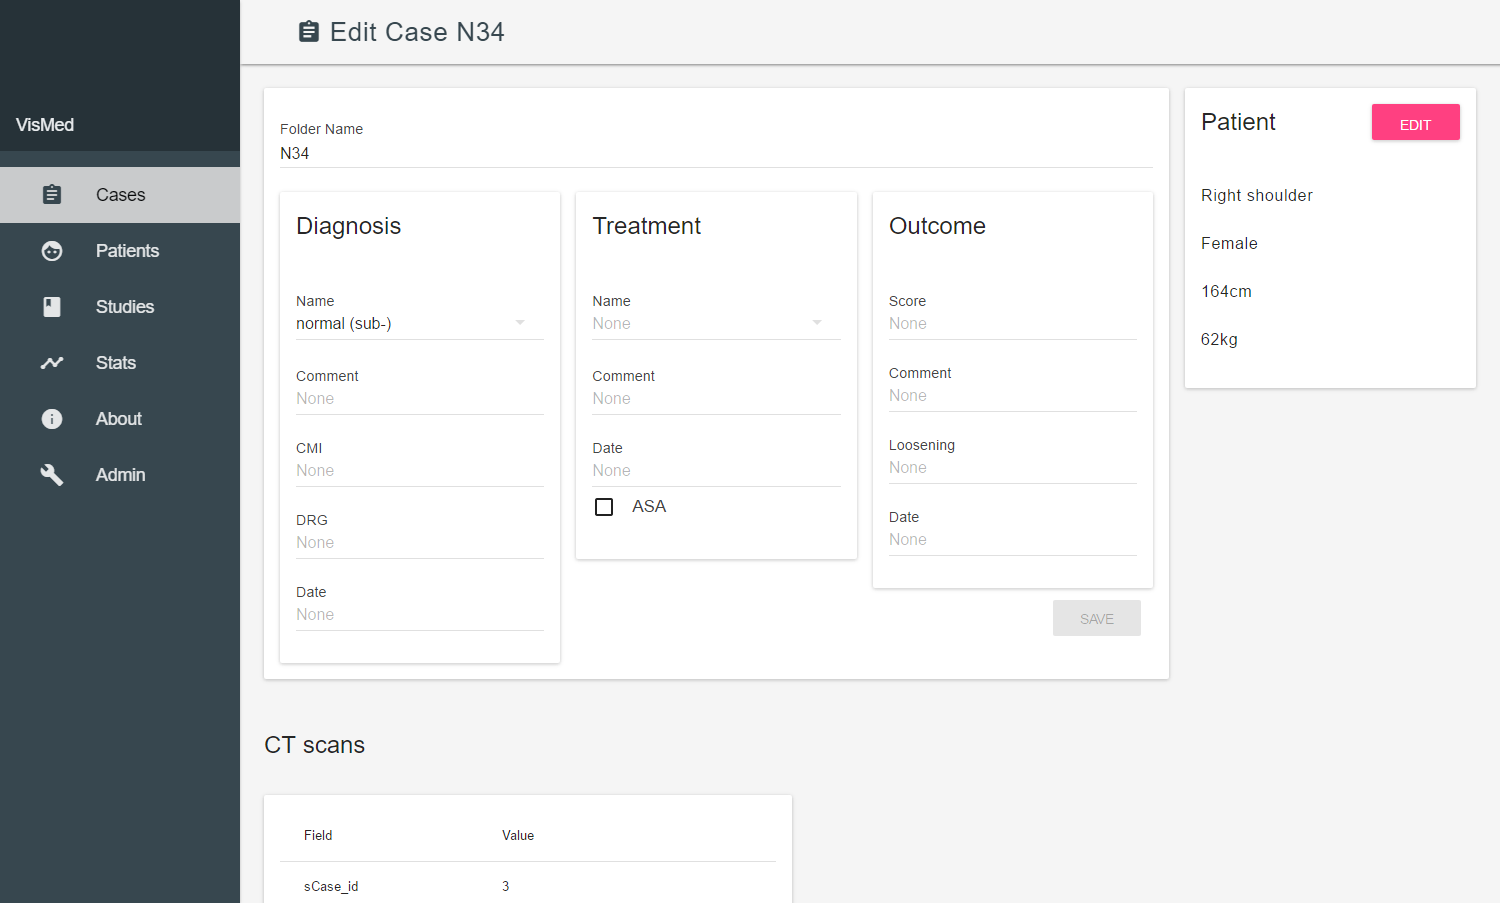 VisMed
Cases
Patients
Studies
Stats
About
Admin
Edit Case N34
Folder Name
N34
Diagnosis
Name
normal (sub-)
Comment
None
CMI
None
DRG
None
Date
None
Treatment
Name
None
Comment
None
Date
None
ASA
Outcome
Score
None
Comment
None
Loosening
None
Date
None
SAVE
Patient
EDIT
Right shoulder
Female
164cm
62kg
CT scans
Field Value
sCase_id 3